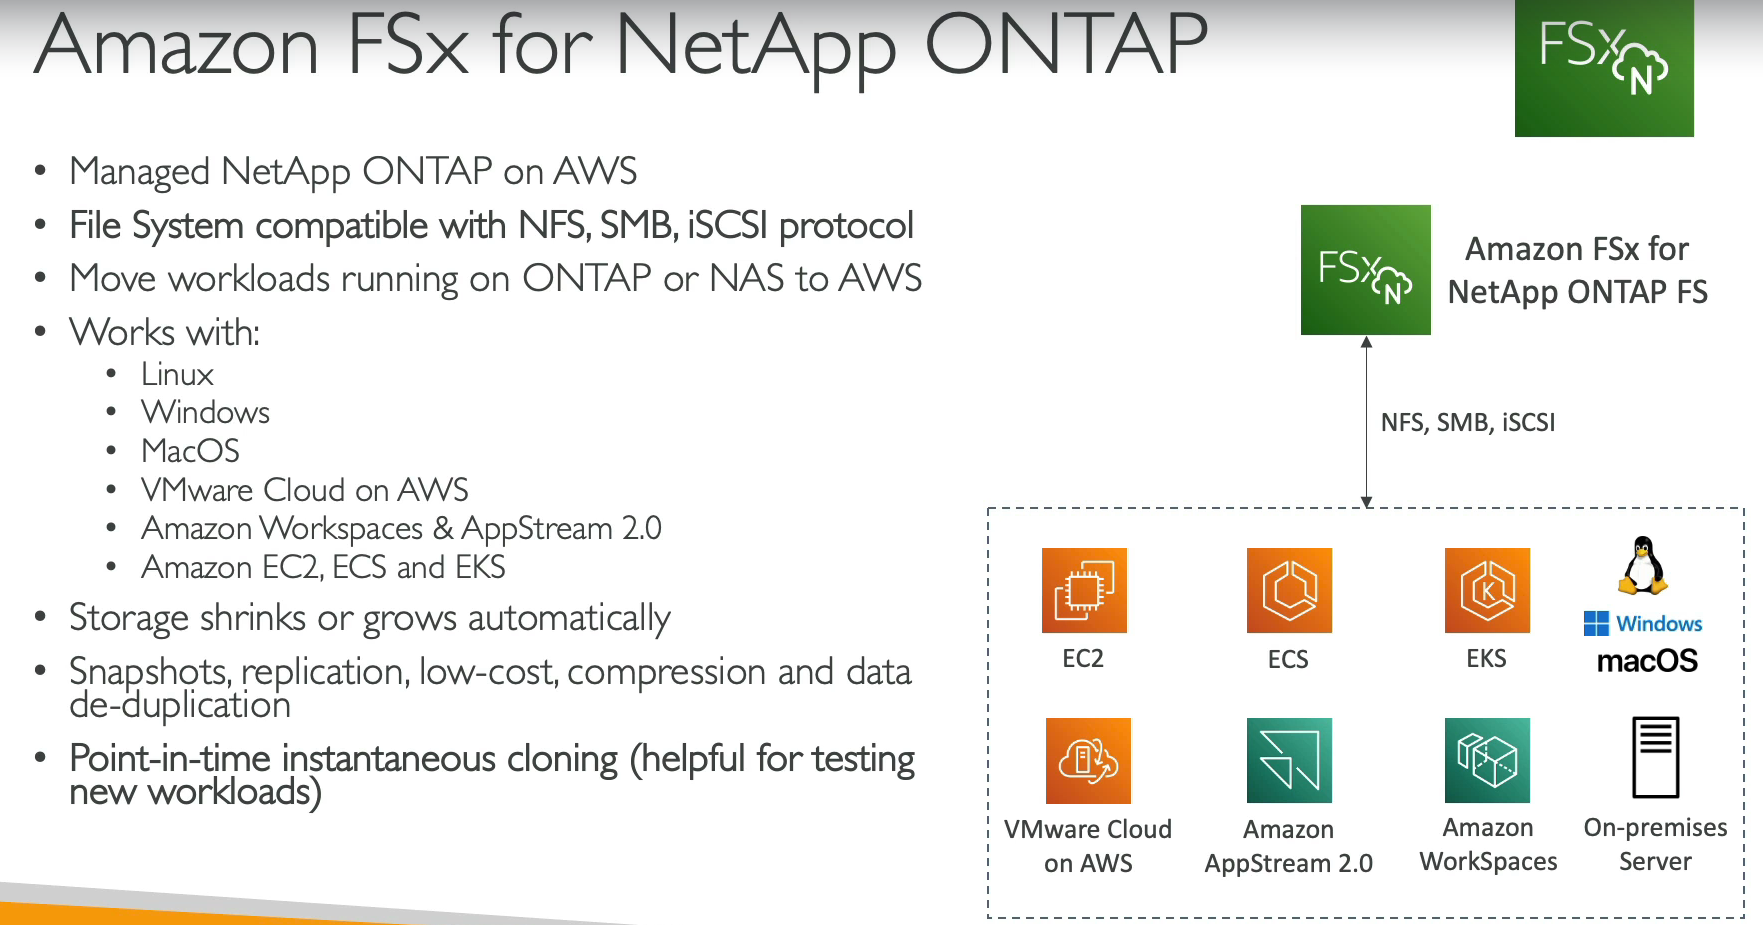 Amazon FSx for NetApp ONTAP
FSx
N
• Managed NetApp ONTAP on AWS
• File System compatible with NFS, SMB, iSCSI protocol
• Move workloads running on ONTAP or NAS to AWS
• Works with:
• Linux
• Windows
• MacOS
• VMware Cloud on AWS
• Amazon Workspaces & AppStream 2.0
• Amazon EC2, ECS and EKS
• Storage shrinks or grows automatically
• Snapshots, replication, low-cost, compression and data
de-duplication
• Point-in-time instantaneous cloning (helpful for testing
new workloads)
FSx
N
Amazon FSx for
NetApp ONTAP FS
NFS, SMB, iSCSI
K
EC2
ECS
EKS
Windows
macOS
VMware Cloud
on AWS
Amazon
AppStream 2.0
Amazon
WorkSpaces
On-premises
Server